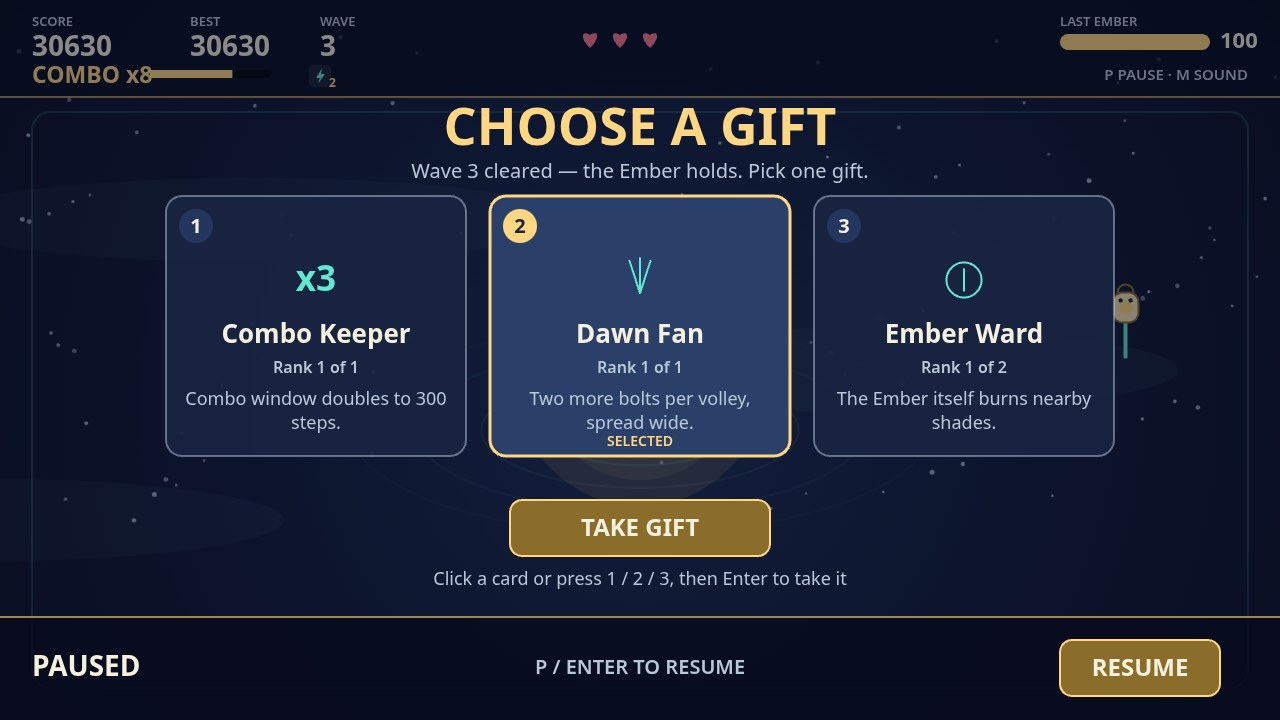 SCORE
BEST
WAVE
LAST EMBER
30630
30630
3
100
COMBO x8
2
P PAUSE · M SOUND
CHOOSE A GIFT
Wave 3 cleared — the Ember holds. Pick one gift.
1
x3
Combo Keeper
Rank 1 of 1
Combo window doubles to 300
steps.
2
Dawn Fan
Rank 1 of 1
Two more bolts per volley,
spread wide.
SELECTED
3
Ember Ward
Rank 1 of 2
The Ember itself burns nearby
shades.
TAKE GIFT
Click a card or press 1 / 2 / 3, then Enter to take it
PAUSED
P / ENTER TO RESUME
RESUME